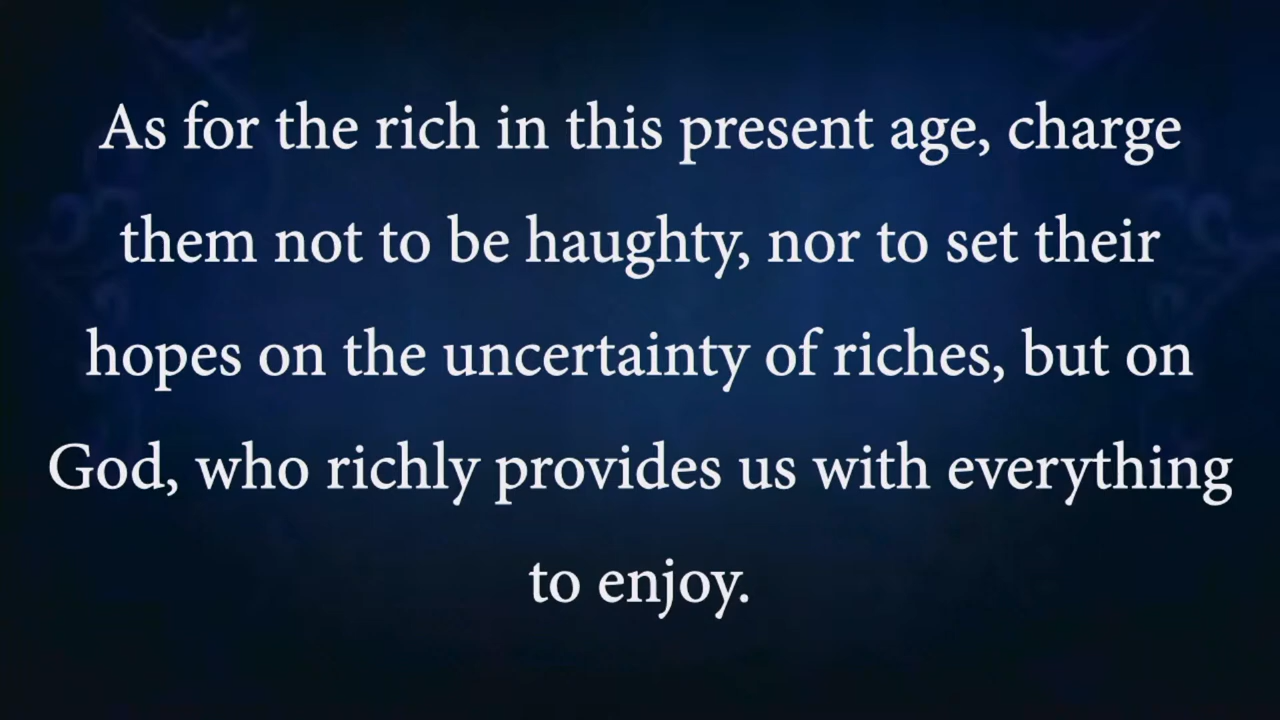 As for the rich in this present age, charge
them not to be haughty, nor to set their
hopes on the uncertainty of riches, but on
God, who richly provides us with everything
to enjoy.